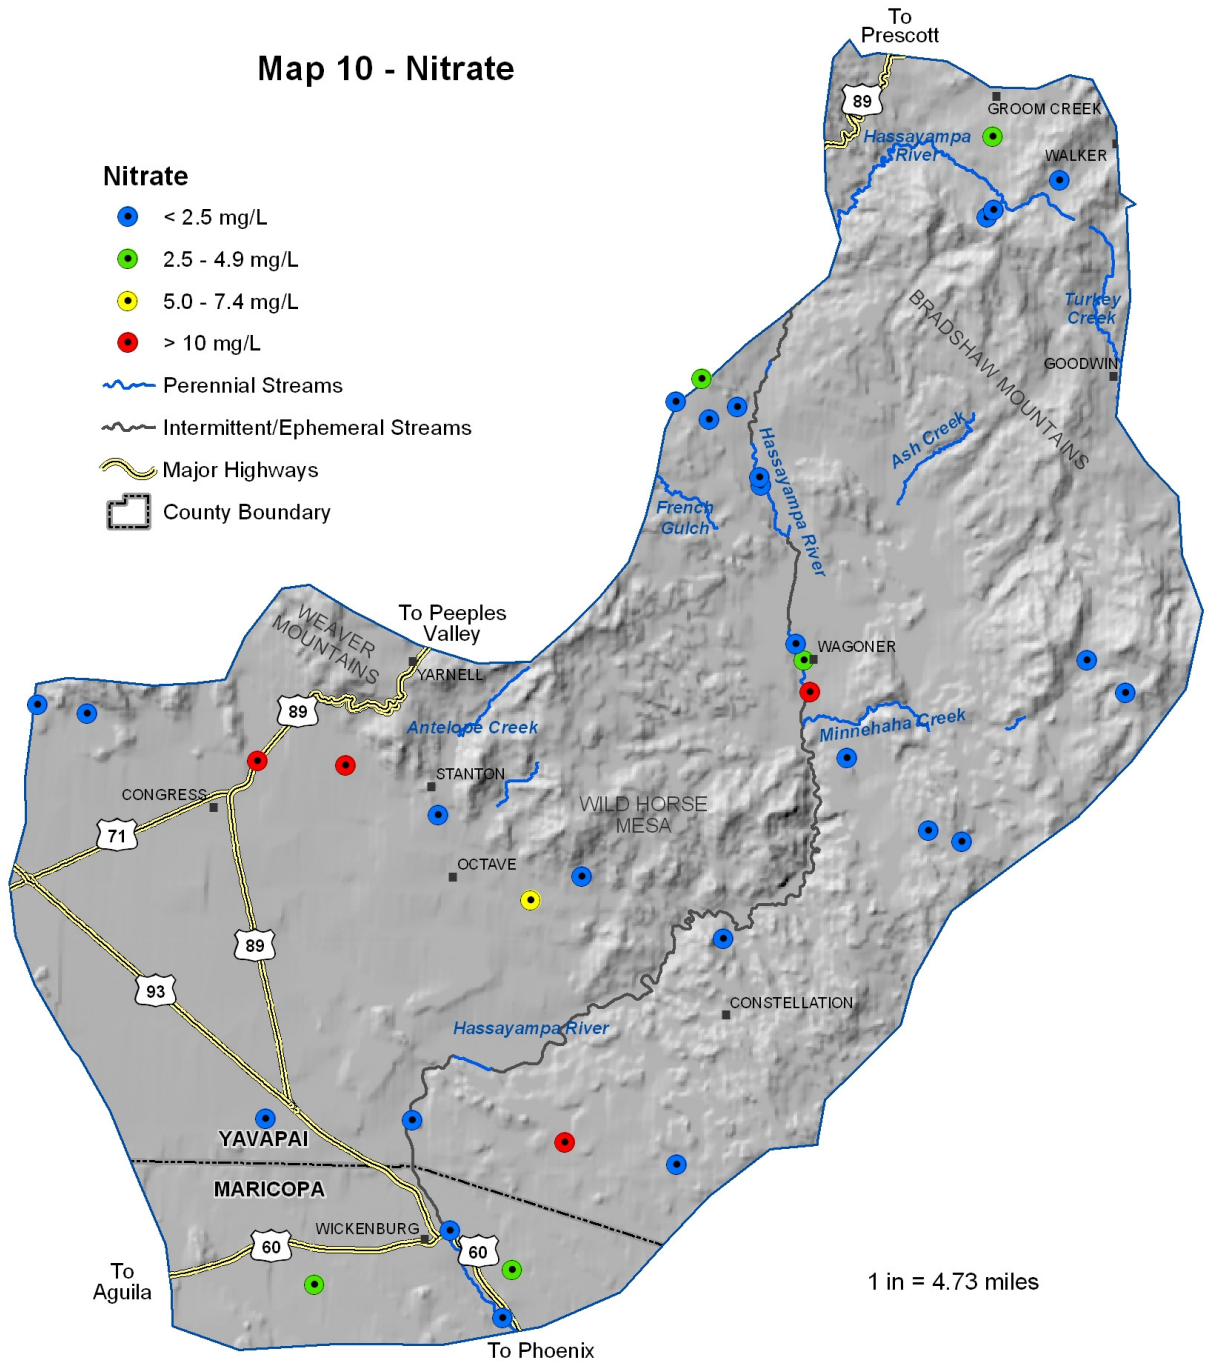 To
Prescott
Map 10 - Nitrate
89
GROOM CREEK
Hassayampa
River
WALKER
Nitrate
< 2.5 mg/L
2.5 - 4.9 mg/L
5.0 - 7.4 mg/L
> 10 mg/L
Perennial Streams
Intermittent/Ephemeral Streams
Major Highways
County Boundary
BRADSHAW MOUNTAINS
Turkey
Creek
GOODWIN
Ash Creek
Hassayampa River
French
Gulch
WEAVER
MOUNTAINS
To Peeples
Valley
YARNELL
WAGONER
89
Antelope Creek
Minnehaha Creek
STANTON
CONGRESS
WILD HORSE
MESA
71
OCTAVE
89
93
CONSTELLATION
Hassayampa River
YAVAPAI
MARICOPA
WICKENBURG
60
60
To
Aguila
1 in = 4.73 miles
To Phoenix